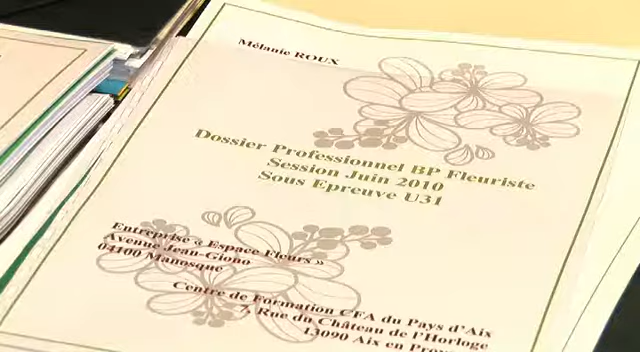 Mélanie ROUX
Dossier Professionnel BP Fleuriste
Session Juin 2010
Sous Epreuve U31
Entreprise « Espace Fleurs »
Avenue Jean-Giono
04100 Manosque
Centre de Formation CFA du Pays d'Aix
7, Rue du Château de l'Horloge
13090 Aix en